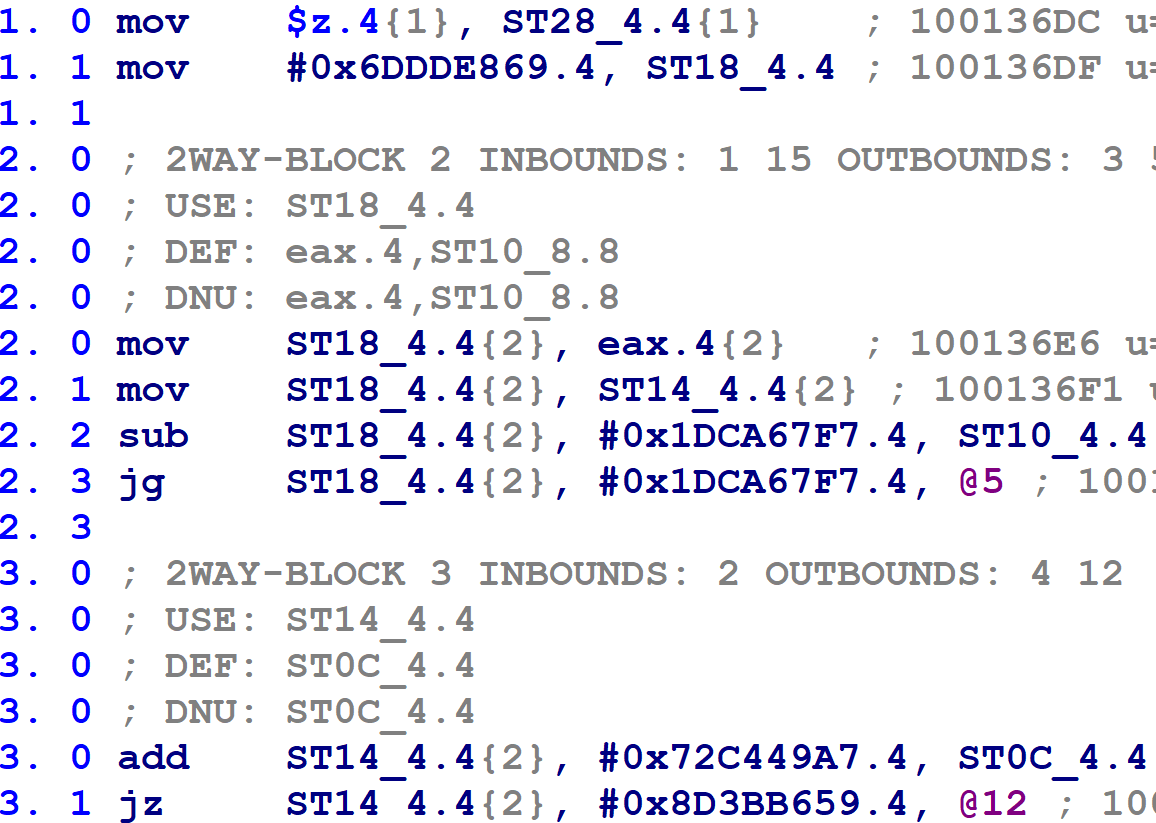 1. 0 mov $z.4{1}, ST28_4.4{1} ; 100136DC u=
1. 1 mov #0x6DDDE869.4, ST18_4.4 ; 100136DF u=
1. 1
2. 0 ; 2WAY-BLOCK 2 INBOUNDS: 1 15 OUTBOUNDS: 3 5
2. 0 ; USE: ST18_4.4
2. 0 ; DEF: eax.4,ST10_8.8
2. 0 ; DNU: eax.4,ST10_8.8
2. 0 mov ST18_4.4{2}, eax.4{2} ; 100136E6 u=
2. 1 mov ST18_4.4{2}, ST14_4.4{2} ; 100136F1 u
2. 2 sub ST18_4.4{2}, #0x1DCA67F7.4, ST10_4.4
2. 3 jg ST18_4.4{2}, #0x1DCA67F7.4, @5 ; 1001
2. 3
3. 0 ; 2WAY-BLOCK 3 INBOUNDS: 2 OUTBOUNDS: 4 12
3. 0 ; USE: ST14_4.4
3. 0 ; DEF: ST0C_4.4
3. 0 ; DNU: ST0C_4.4
3. 0 add ST14_4.4{2}, #0x72C449A7.4, ST0C_4.4
3. 1 jz ST14_4.4{2}, #0x8D3BB659.4, @12 ; 100